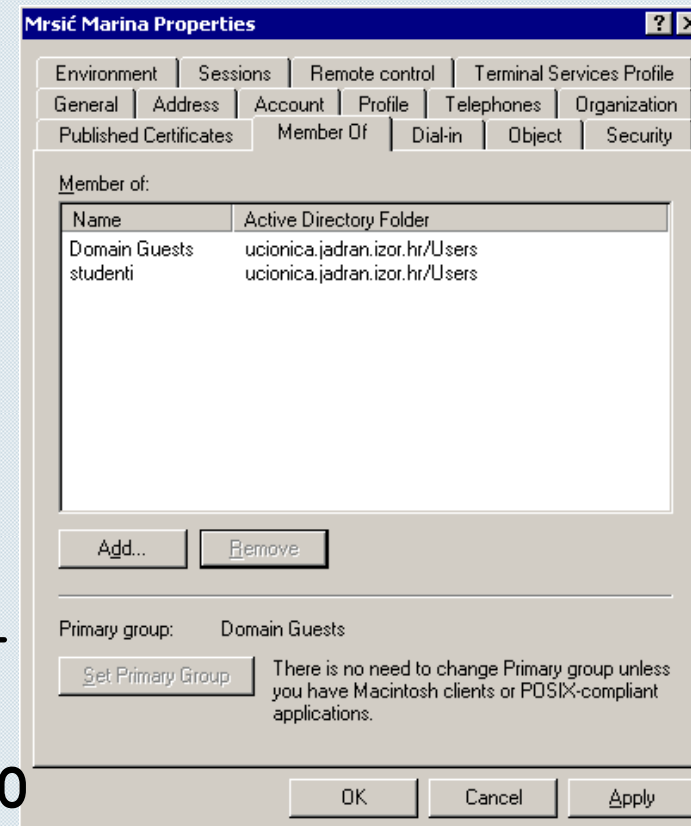 Mrsić Marina Properties
Environment Sessions Remote control Terminal Services Profile
General Address Account Profile Telephones Organization
Published Certificates Member Of Dial-in Object Security
Member of:
Name Active Directory Folder
Domain Guests ucionica.jadran.izor.hr/Users
studenti ucionica.jadran.izor.hr/Users
Add... Remove
Primary group: Domain Guests
Set Primary Group
There is no need to change Primary group unless
you have Macintosh clients or POSIX-compliant
applications.
OK Cancel Apply